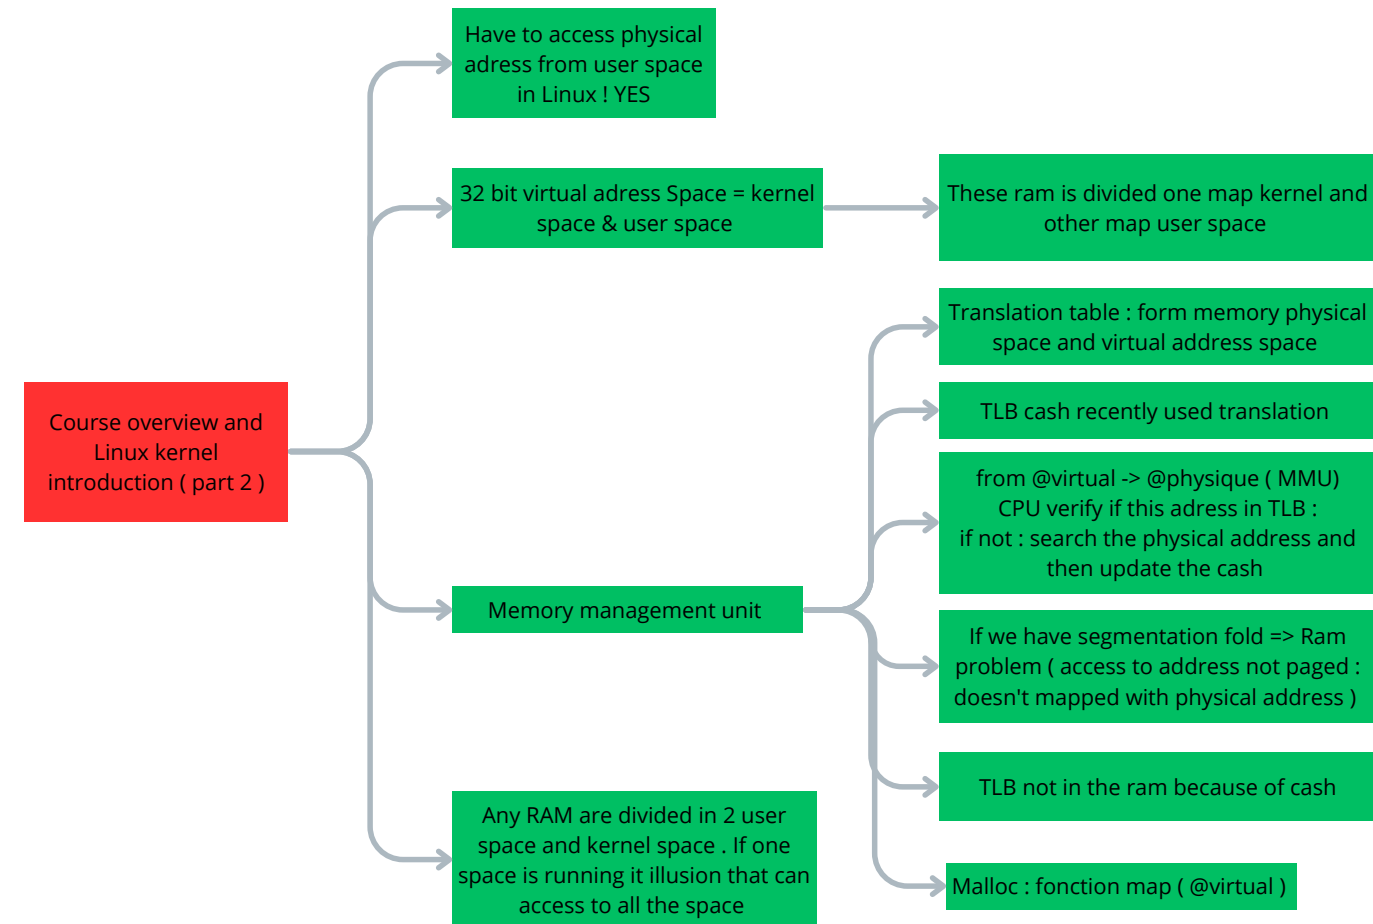 Have to access physical
adress from user space
in Linux ! YES
32 bit virtual adress Space = kernel
space & user space
These ram is divided one map kernel and
other map user space
Translation table : form memory physical
space and virtual address space
TLB cash recently used translation
Course overview and
Linux kernel
introduction ( part 2 )
from @virtual -> @physique ( MMU)
CPU verify if this adress in TLB :
if not : search the physical address and
then update the cash
Memory management unit
If we have segmentation fold => Ram
problem ( access to address not paged :
doesn't mapped with physical address )
TLB not in the ram because of cash
Any RAM are divided in 2 user
space and kernel space . If one
space is running it illusion that can
access to all the space
Malloc : fonction map ( @virtual )